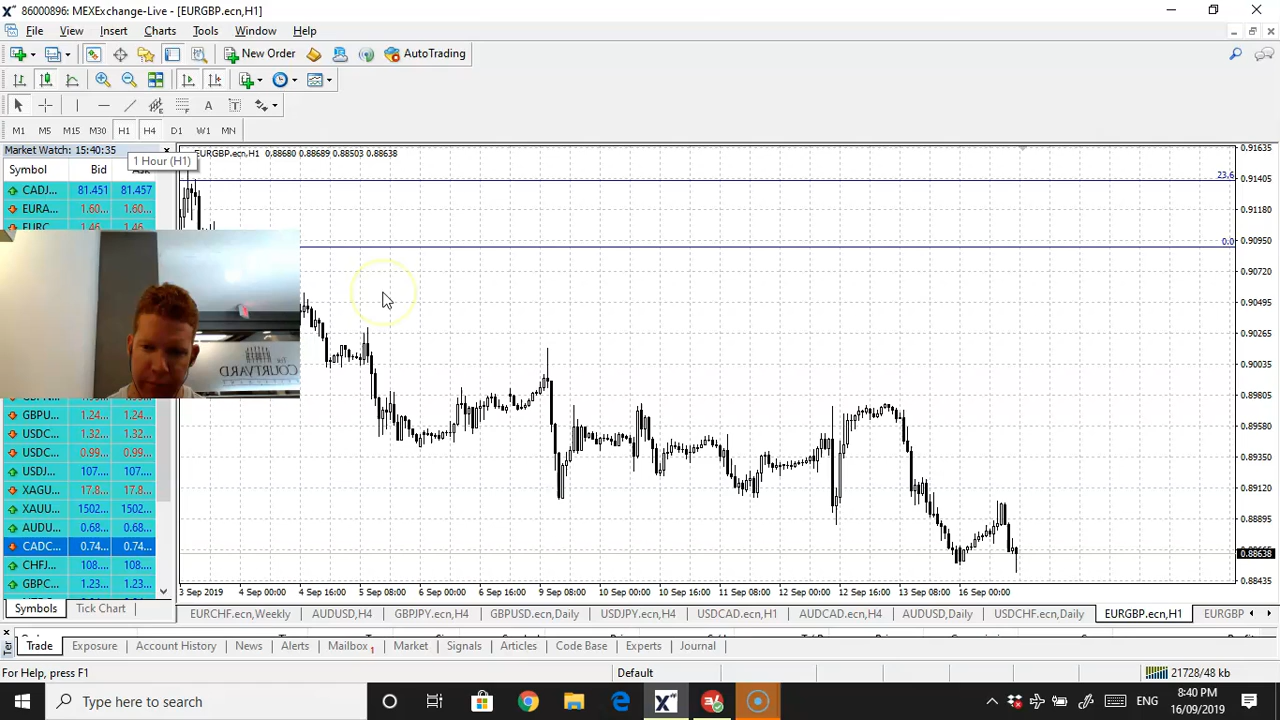 86000896: MEXExchange-Live - [EURGBP.ecn,H1]
File View Insert Charts Tools Window Help
New Order AutoTrading
M1 M5 M15 M30 H1 H4 D1 W1 MN
Market Watch: 15:40:35
1 Hour (H1)
Symbol Bid Ask
CADJ... 81.451 81.457
EURA... 1.60... 1.60...
EURC... 1.46... 1.46...
GBPU... 1.24... 1.24...
USDC... 1.32... 1.32...
USDC... 0.99... 0.99...
USDJ... 107.... 107....
XAGU... 17.8... 17.8...
XAUU... 1502... 1502...
AUDU... 0.68... 0.68...
CADC... 0.74... 0.74...
CHFJ... 108.... 108....
GBPC... 1.23... 1.23...
Symbols Tick Chart
THE COURTYARD
EURGBP.ecn,H1 0.88680 0.88689 0.88503 0.88638
23.6
0.0
0.91635
0.91405
0.91180
0.90950
0.90720
0.90495
0.90265
0.90035
0.89805
0.89580
0.89350
0.89120
0.88895
0.88638
0.88435
3 Sep 2019 4 Sep 00:00 4 Sep 16:00 5 Sep 08:00 6 Sep 00:00 6 Sep 16:00 9 Sep 08:00 10 Sep 00:00 10 Sep 16:00 11 Sep 08:00 12 Sep 00:00 12 Sep 16:00 13 Sep 08:00 16 Sep 00:00
EURCHF.ecn,Weekly AUDUSD,H4 GBPJPY.ecn,H4 GBPUSD.ecn,Daily USDJPY.ecn,H4 USDCAD.ecn,H1 AUDCAD.ecn,H4 AUDUSD,Daily USDCHF.ecn,Daily EURGBP.ecn,H1 EURGBP
Trade Exposure Account History News Alerts Mailbox 1 Market Signals Articles Code Base Experts Journal
For Help, press F1 Default 21728/48 kb
Type here to search
ENG
8:40 PM
16/09/2019